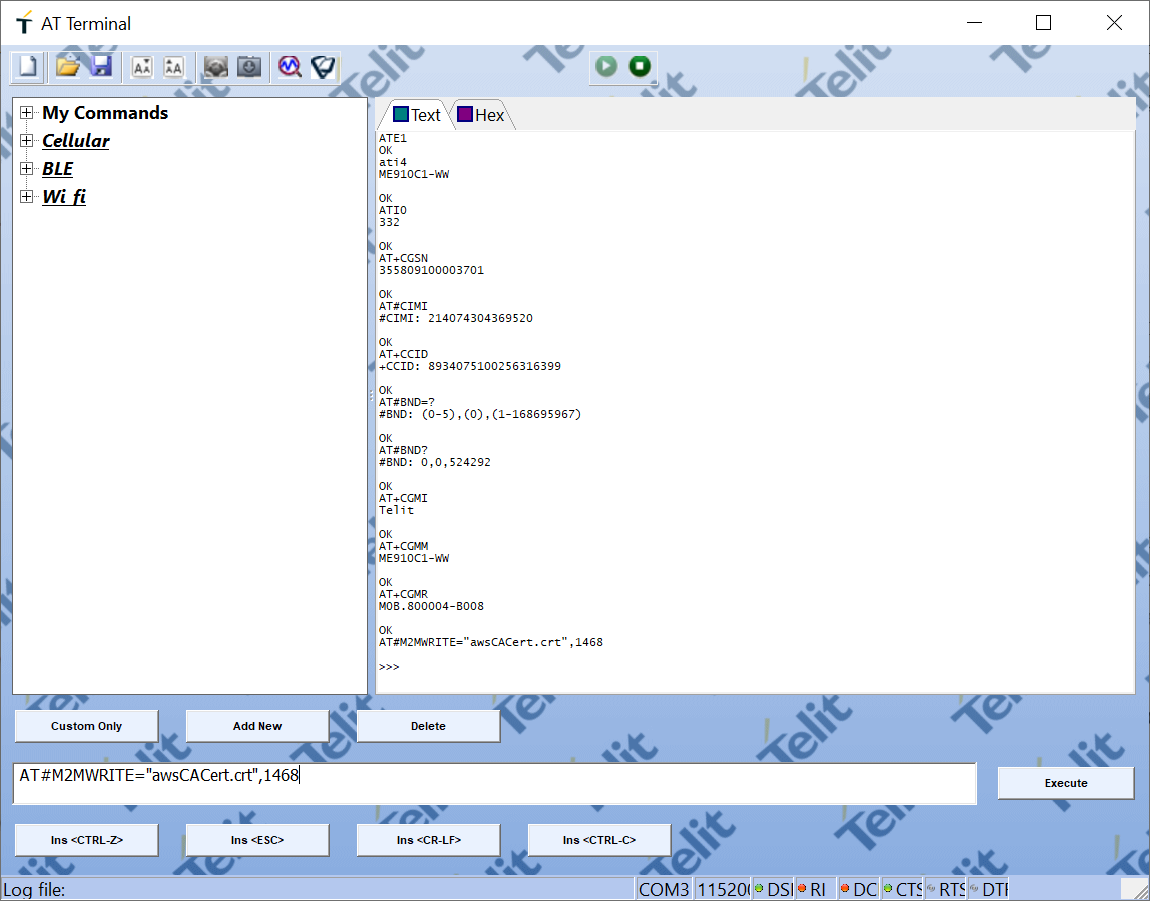 AT Terminal
My Commands
Cellular
BLE
Wi_fi
Text
Hex
ATE1
OK
ati4
ME910C1-WW
OK
ATI0
332
OK
AT+CGSN
355809100003701
OK
AT#CIMI
#CIMI: 214074304369520
OK
AT+CCID
+CCID: 8934075100256316399
OK
AT#BND=?
#BND: (0-5),(0),(1-168695967)
OK
AT#BND?
#BND: 0,0,524292
OK
AT+CGMI
Telit
OK
AT+CGMM
ME910C1-WW
OK
AT+CGMR
M0B.800004-B008
OK
AT#M2MWRITE="awsCACert.crt",1468
>>>
Custom Only
Add New
Delete
AT#M2MWRITE="awsCACert.crt",1468
Execute
Ins <CTRL-Z>
Ins <ESC>
Ins <CR-LF>
Ins <CTRL-C>
Log file:
COM3
11520
DS
RI
DC
CTS
RTS
DTR